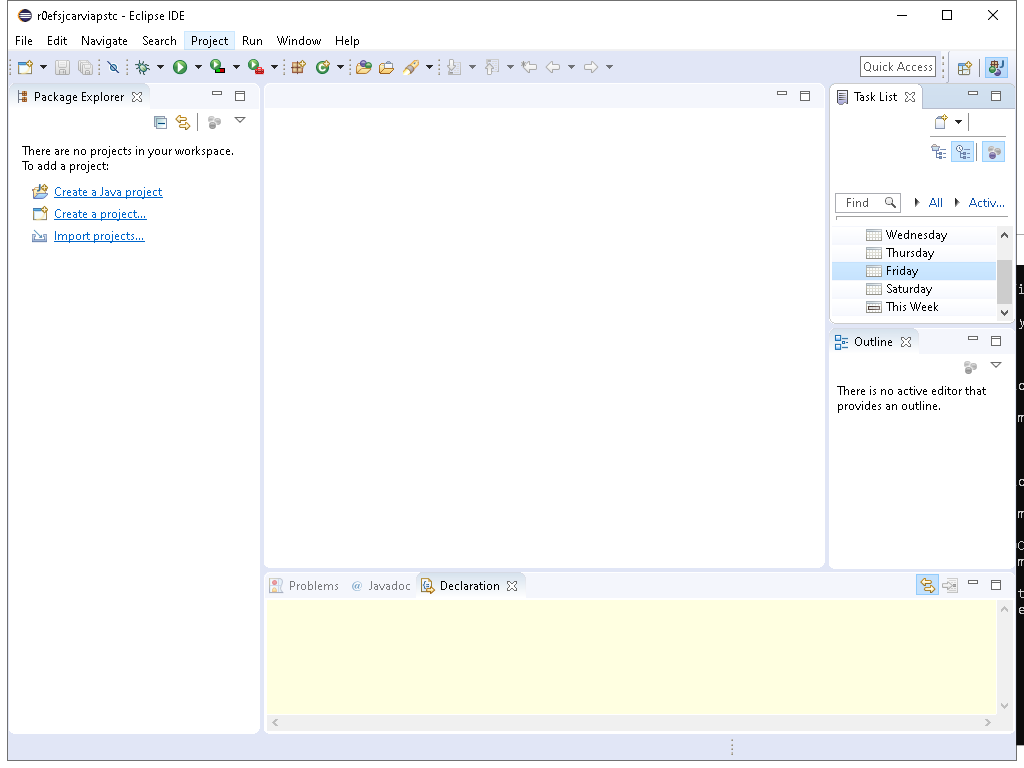 r0efsjcarviapstc - Eclipse IDE
File Edit Navigate Search Project Run Window Help
Quick Access
Package Explorer
There are no projects in your workspace.
To add a project:
Create a Java project
Create a project...
Import projects...
Task List
Find All Activ...
Wednesday
Thursday
Friday
Saturday
This Week
Outline
There is no active editor that
provides an outline.
Problems @ Javadoc Declaration